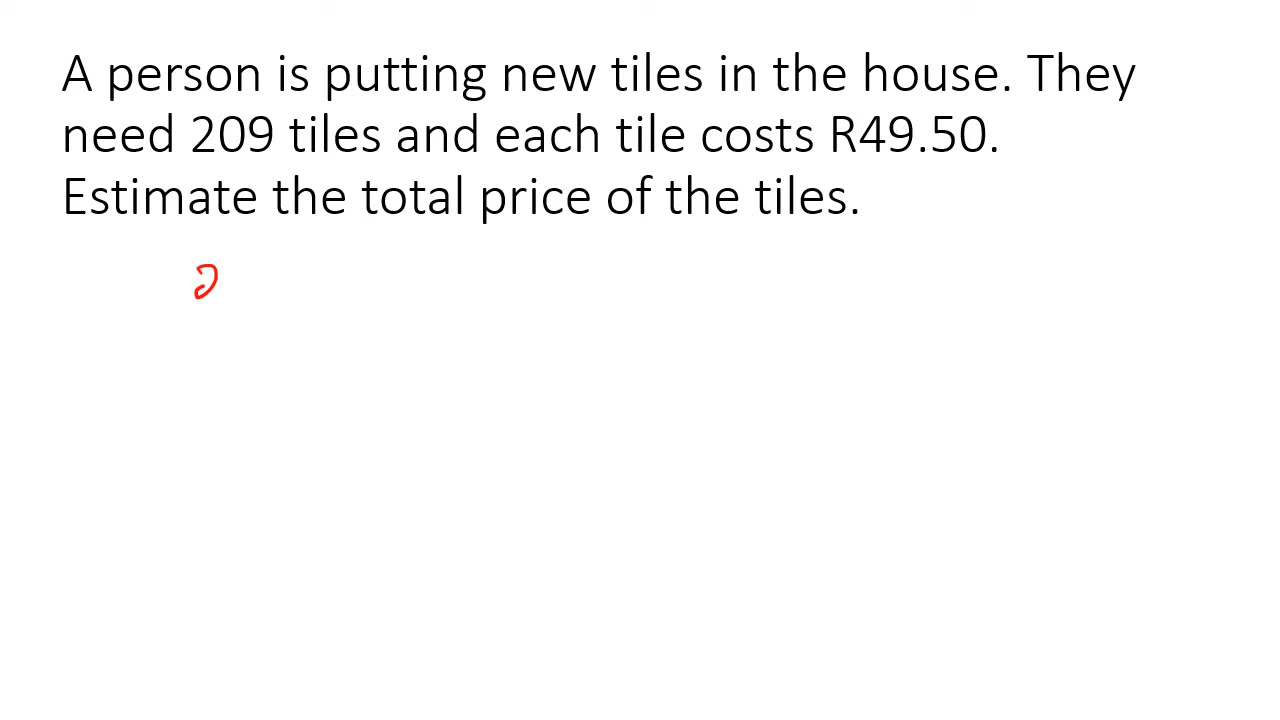 A person is putting new tiles in the house. They
need 209 tiles and each tile costs R49.50.
Estimate the total price of the tiles.
2